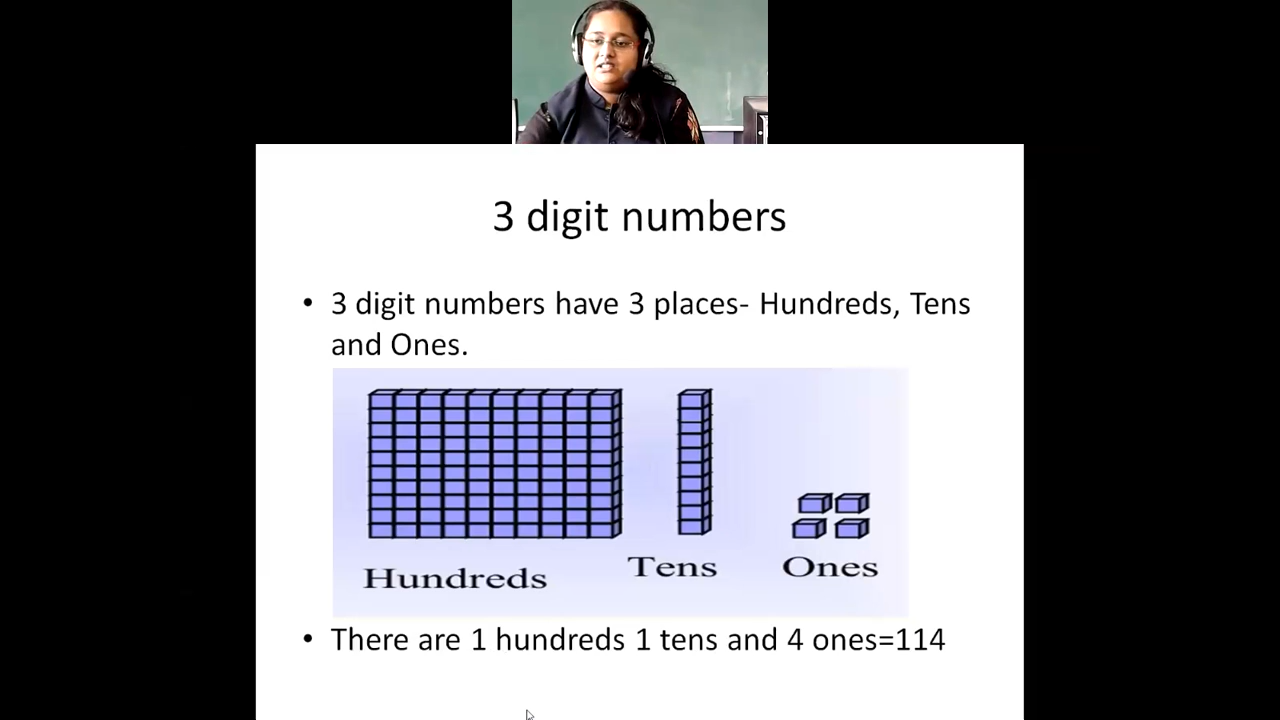 3 digit numbers
• 3 digit numbers have 3 places- Hundreds, Tens
and Ones.
Hundreds Tens Ones
• There are 1 hundreds 1 tens and 4 ones=114